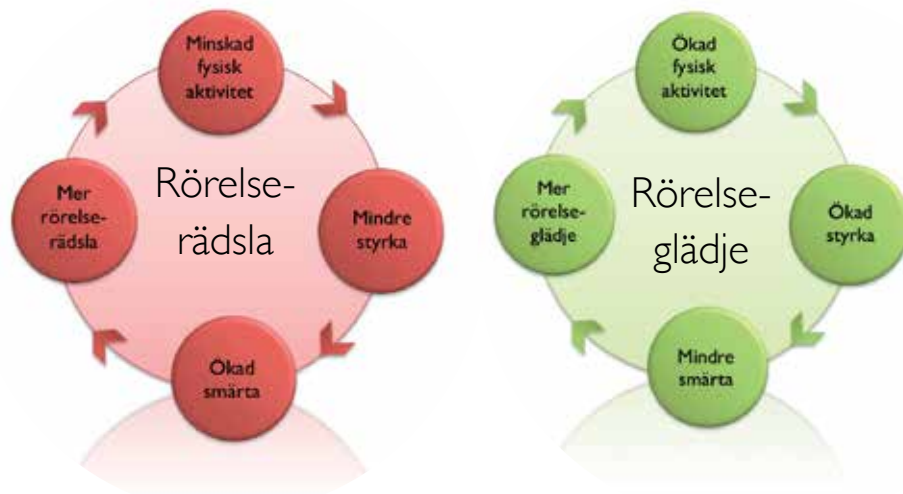 Minskad
fysisk
aktivitet
Mer
rörelse-
rädsla
Rörelse-
rädsla
Mindre
styrka
Ökad
smärta
Ökad
fysisk
aktivitet
Mer
rörelse-
glädje
Rörelse-
glädje
Ökad
styrka
Mindre
smärta